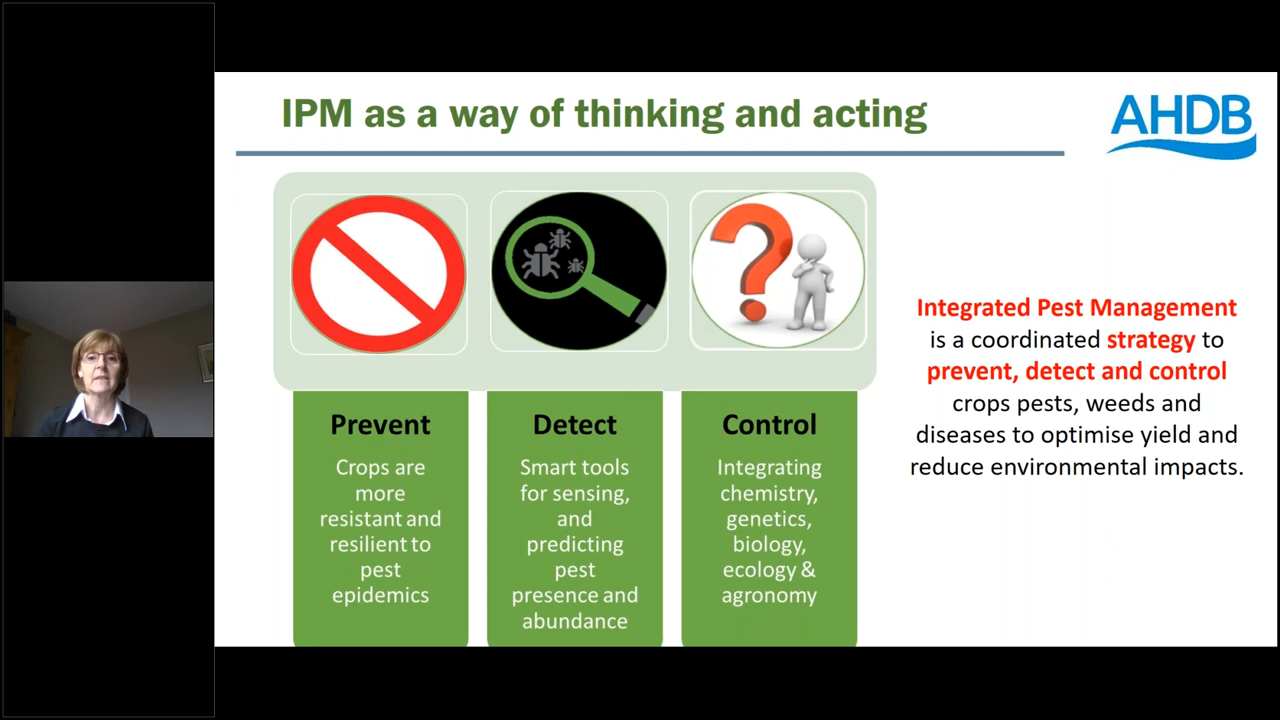 IPM as a way of thinking and acting
AHDB
Prevent
Crops are
more
resistant and
resilient to
pest
epidemics
Detect
Smart tools
for sensing,
and
predicting
pest
presence and
abundance
Control
Integrating
chemistry,
genetics,
biology,
ecology &
agronomy
Integrated Pest Management
is a coordinated strategy to
prevent, detect and control
crops pests, weeds and
diseases to optimise yield and
reduce environmental impacts.